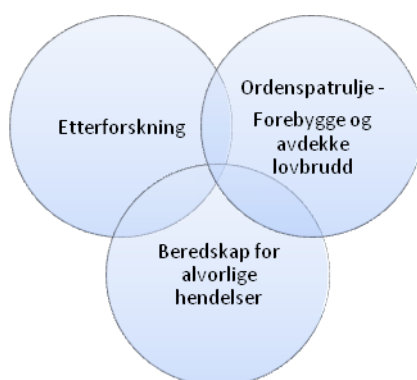 Etterforskning
Ordenspatrulje -
Forebygge og
avdekke
lovbrudd
Beredskap for
alvorlige
hendelser